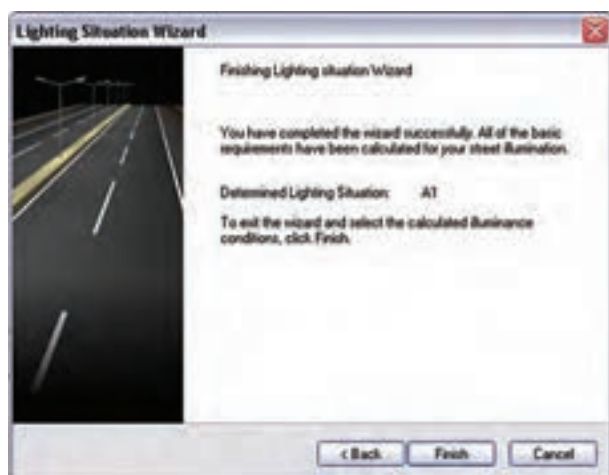 Lighting Situation Wizard
Finishing Lighting situation Wizard
You have completed the wizard successfully. All of the basic
requirements have been calculated for your street illumination.
Determined Lighting Situation: A1
To exit the wizard and select the calculated illuminance
conditions, click Finish.
< Back
Finish
Cancel